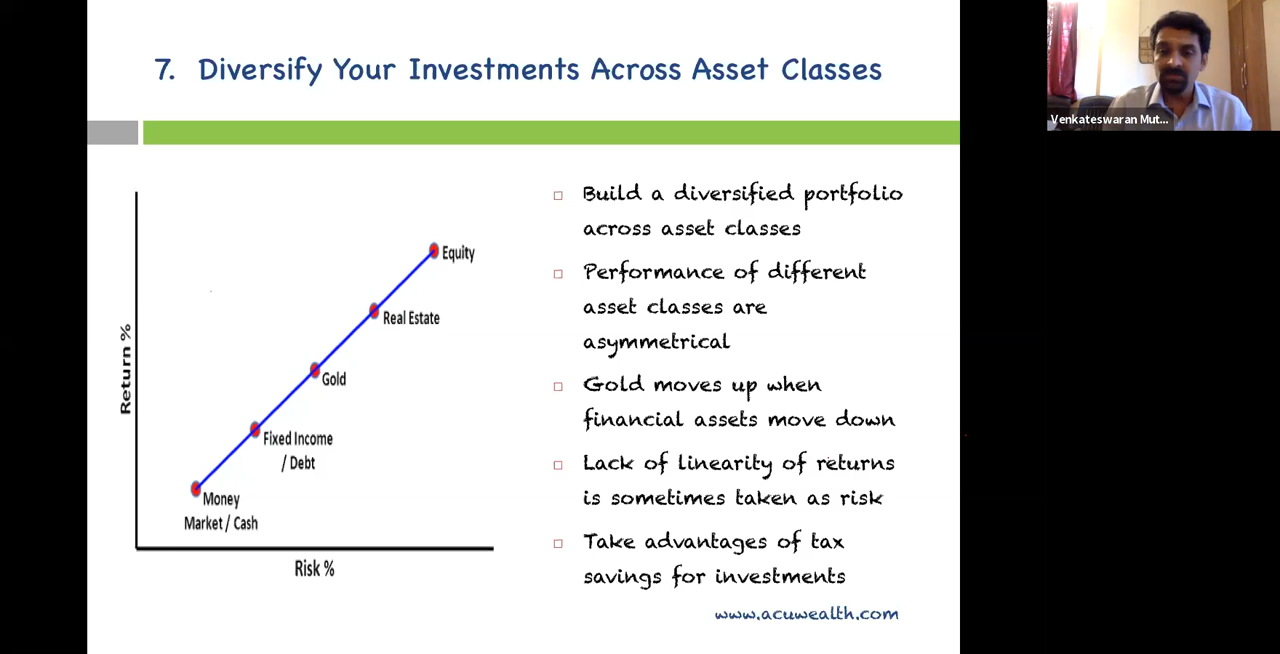 7. Diversify Your Investments Across Asset Classes
Venkateswaran Mut...
Return %
Equity
Real Estate
Gold
Fixed Income
/ Debt
Money
Market / Cash
Risk %
Build a diversified portfolio
across asset classes
Performance of different
asset classes are
asymmetrical
Gold moves up when
financial assets move down
Lack of linearity of returns
is sometimes taken as risk
Take advantages of tax
savings for investments
www.acuwealth.com